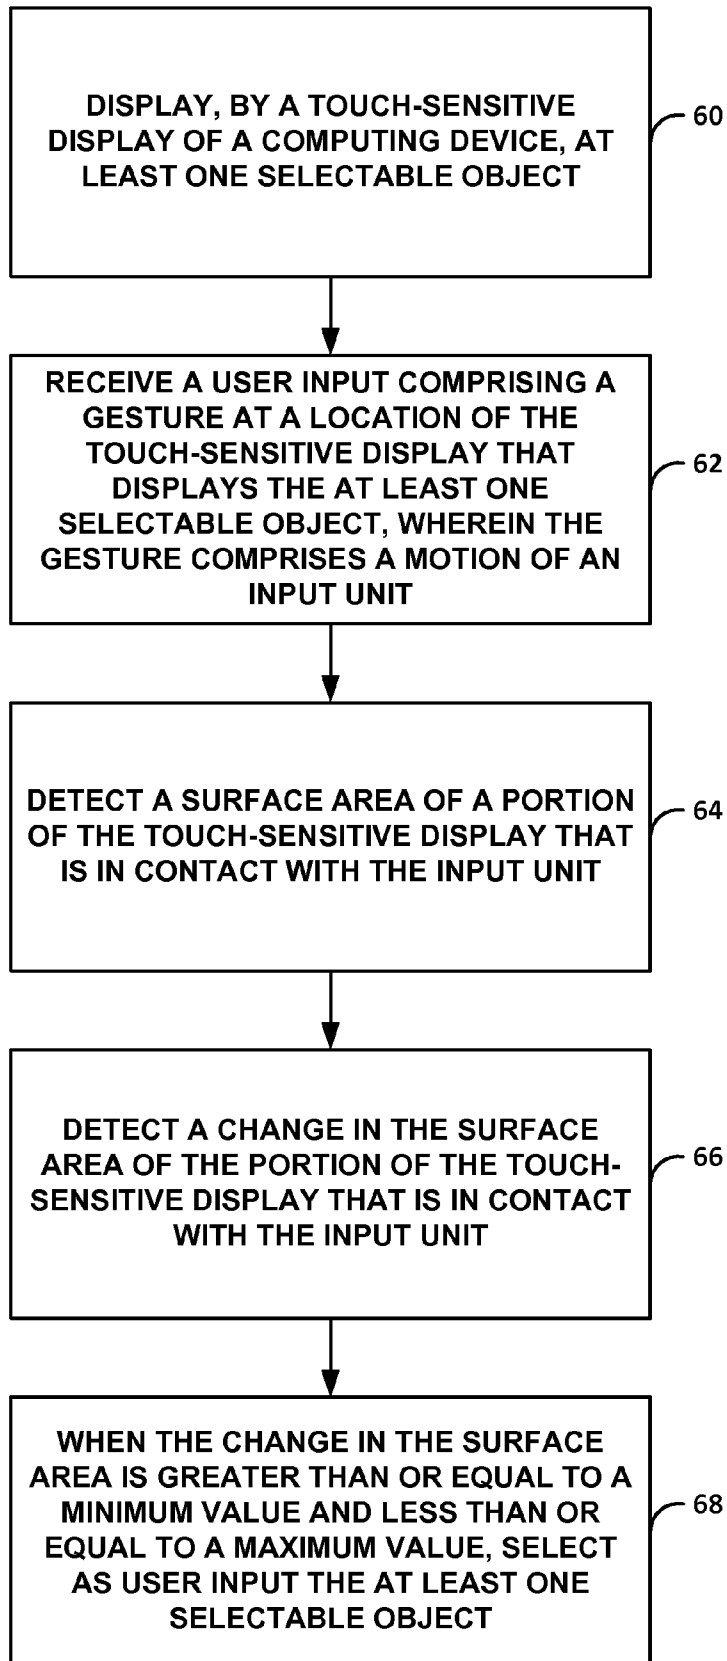 DISPLAY, BY A TOUCH-SENSITIVE
DISPLAY OF A COMPUTING DEVICE, AT
LEAST ONE SELECTABLE OBJECT
60
RECEIVE A USER INPUT COMPRISING A
GESTURE AT A LOCATION OF THE
TOUCH-SENSITIVE DISPLAY THAT
DISPLAYS THE AT LEAST ONE
SELECTABLE OBJECT, WHEREIN THE
GESTURE COMPRISES A MOTION OF AN
INPUT UNIT
62
DETECT A SURFACE AREA OF A PORTION
OF THE TOUCH-SENSITIVE DISPLAY THAT
IS IN CONTACT WITH THE INPUT UNIT
64
DETECT A CHANGE IN THE SURFACE
AREA OF THE PORTION OF THE TOUCH-
SENSITIVE DISPLAY THAT IS IN CONTACT
WITH THE INPUT UNIT
66
WHEN THE CHANGE IN THE SURFACE
AREA IS GREATER THAN OR EQUAL TO A
MINIMUM VALUE AND LESS THAN OR
EQUAL TO A MAXIMUM VALUE, SELECT
AS USER INPUT THE AT LEAST ONE
SELECTABLE OBJECT
68